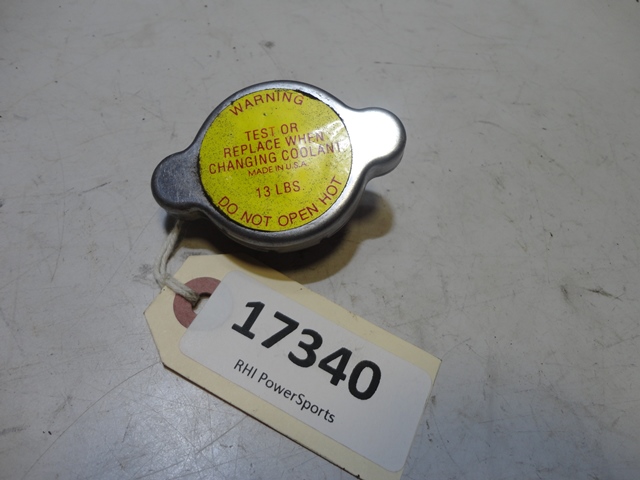 WARNING
TEST OR
REPLACE WHEN
CHANGING COOLANT
MADE IN U.S.A.
13 LBS.
DO NOT OPEN HOT
17340
RHI PowerSports